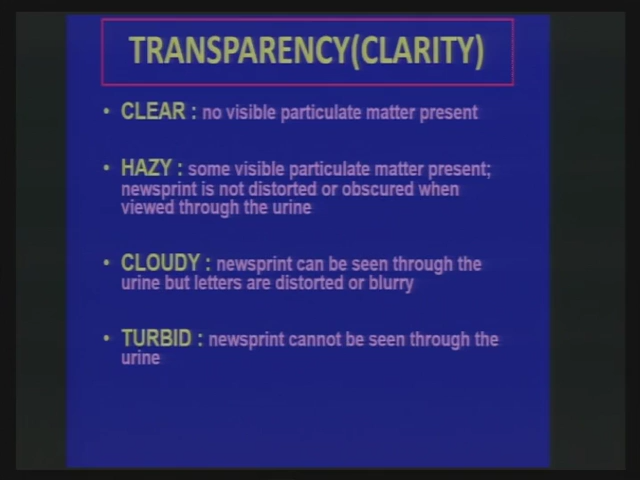 TRANSPARENCY(CLARITY)
• CLEAR : no visible particulate matter present
• HAZY : some visible particulate matter present;
newsprint is not distorted or obscured when
viewed through the urine
• CLOUDY : newsprint can be seen through the
urine but letters are distorted or blurry
• TURBID : newsprint cannot be seen through the
urine